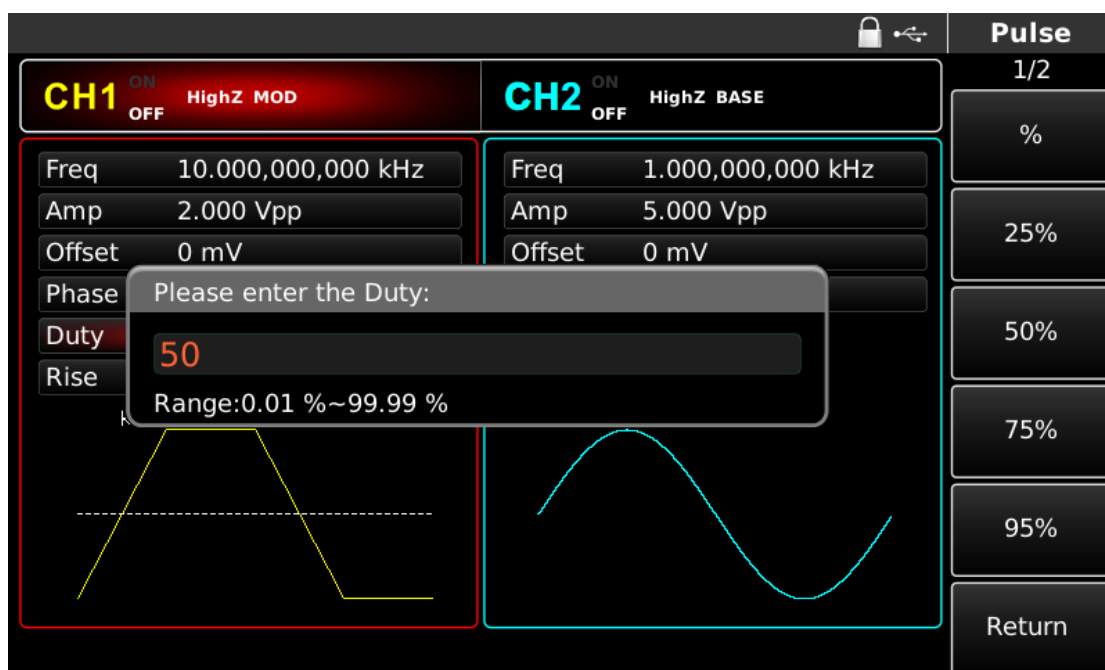 Pulse
1/2
CH1 ON OFF HighZ MOD
CH2 ON OFF HighZ BASE
Freq 10.000,000,000 kHz
Amp 2.000 Vpp
Offset 0 mV
Phase
Duty
Rise
Freq 1.000,000,000 kHz
Amp 5.000 Vpp
Offset 0 mV
Please enter the Duty:
50
Range:0.01 %~99.99 %
%
25%
50%
75%
95%
Return